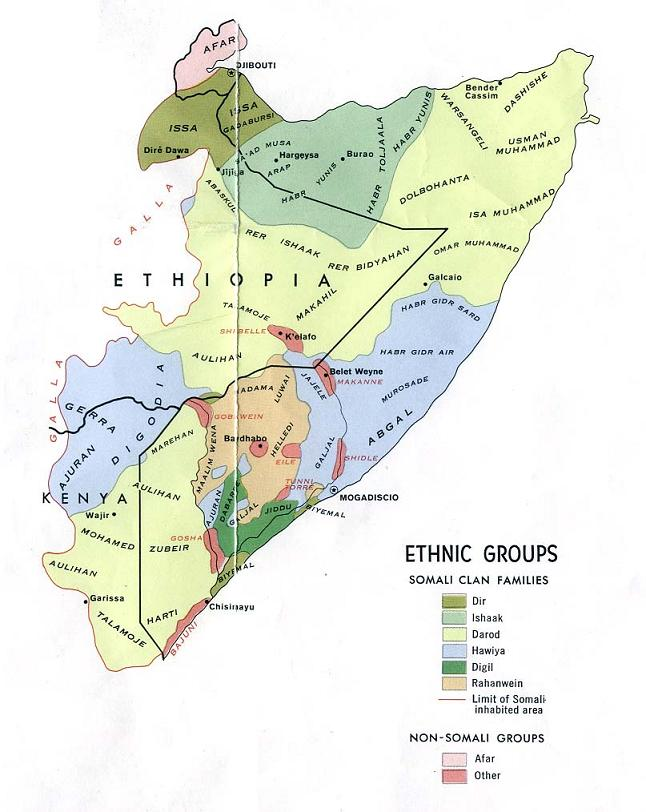 AFAR
DJIBOUTI
ISSA
GADABURSI
ISSA
Diré Dawa
Jijiga
SA'AD MUSA
Hargeysa
ARAP
Burao
HABR YUNIS
HABR TOLJAALA
HABR YUNIS
WARSANGELI
Bender
Cassim
DASHISHE
USMAN
MUHAMMAD
DOLBOHANTA
ISA MUHAMMAD
OMAR MUHAMMAD
GALLA
ABASKUL
RER ISHAAK
RER BIDYAHAN
ETHIOPIA
Galcaio
TALAMOJE
MAKAHIL
HABR GIDR SARD
SHIBELLE
K'elafo
AULIHAN
HABR GIDR AIR
Belet Weyne
MAKANNE
MUROSADE
ABGAL
GALLA
GERRA
DIGODIA
AJURAN
HADAMA
LUWAI
JAJELE
GOBAWEIN
Bardhabo
HELLEDI
EILE
GALJAL
SHIDLE
MAREHAN
MAALIM WENA
TUNNI
TORRE
MOGADISCIO
KENYA
AULIHAN
Wajir
AJURAN
DABARRE
GALJAL
JIDDU
BIYEMAL
MOHAMED
ZUBEIR
GOSHA
BIYEMAL
AULIHAN
Garissa
TALAMOJE
HARTI
Chisimayu
BAJUNI
ETHNIC GROUPS
SOMALI CLAN FAMILIES
Dir
Ishaak
Darod
Hawiya
Digil
Rahanwein
Limit of Somali-
inhabited area
NON-SOMALI GROUPS
Afar
Other